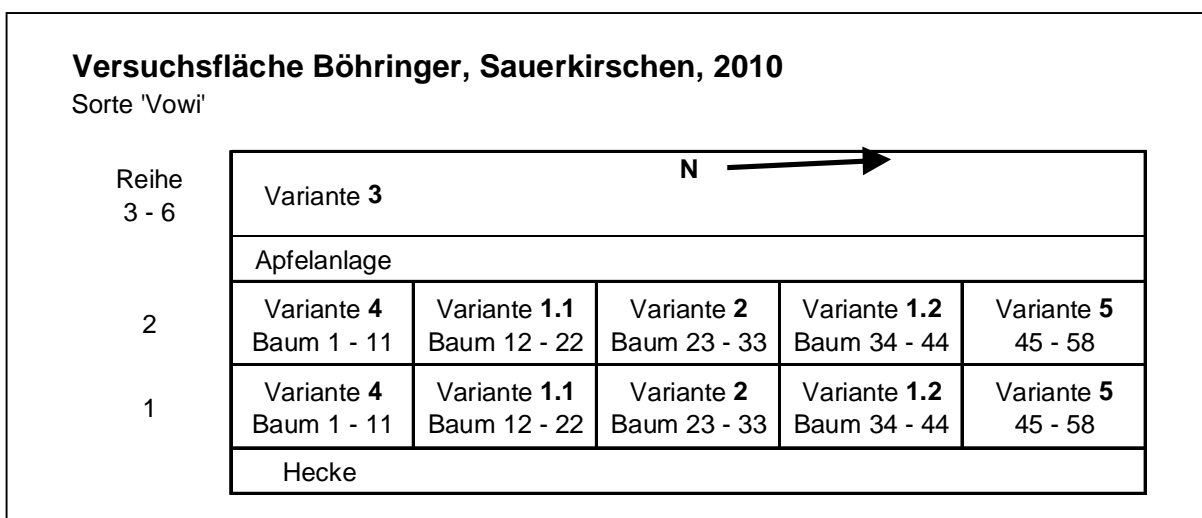 Versuchsfläche Böhringer, Sauerkirschen, 2010
Sorte 'Vowi'
N
Reihe
3 - 6
Variante 3
Apfelanlage
2
Variante 4
Baum 1 - 11
Variante 1.1
Baum 12 - 22
Variante 2
Baum 23 - 33
Variante 1.2
Baum 34 - 44
Variante 5
45 - 58
1
Variante 4
Baum 1 - 11
Variante 1.1
Baum 12 - 22
Variante 2
Baum 23 - 33
Variante 1.2
Baum 34 - 44
Variante 5
45 - 58
Hecke